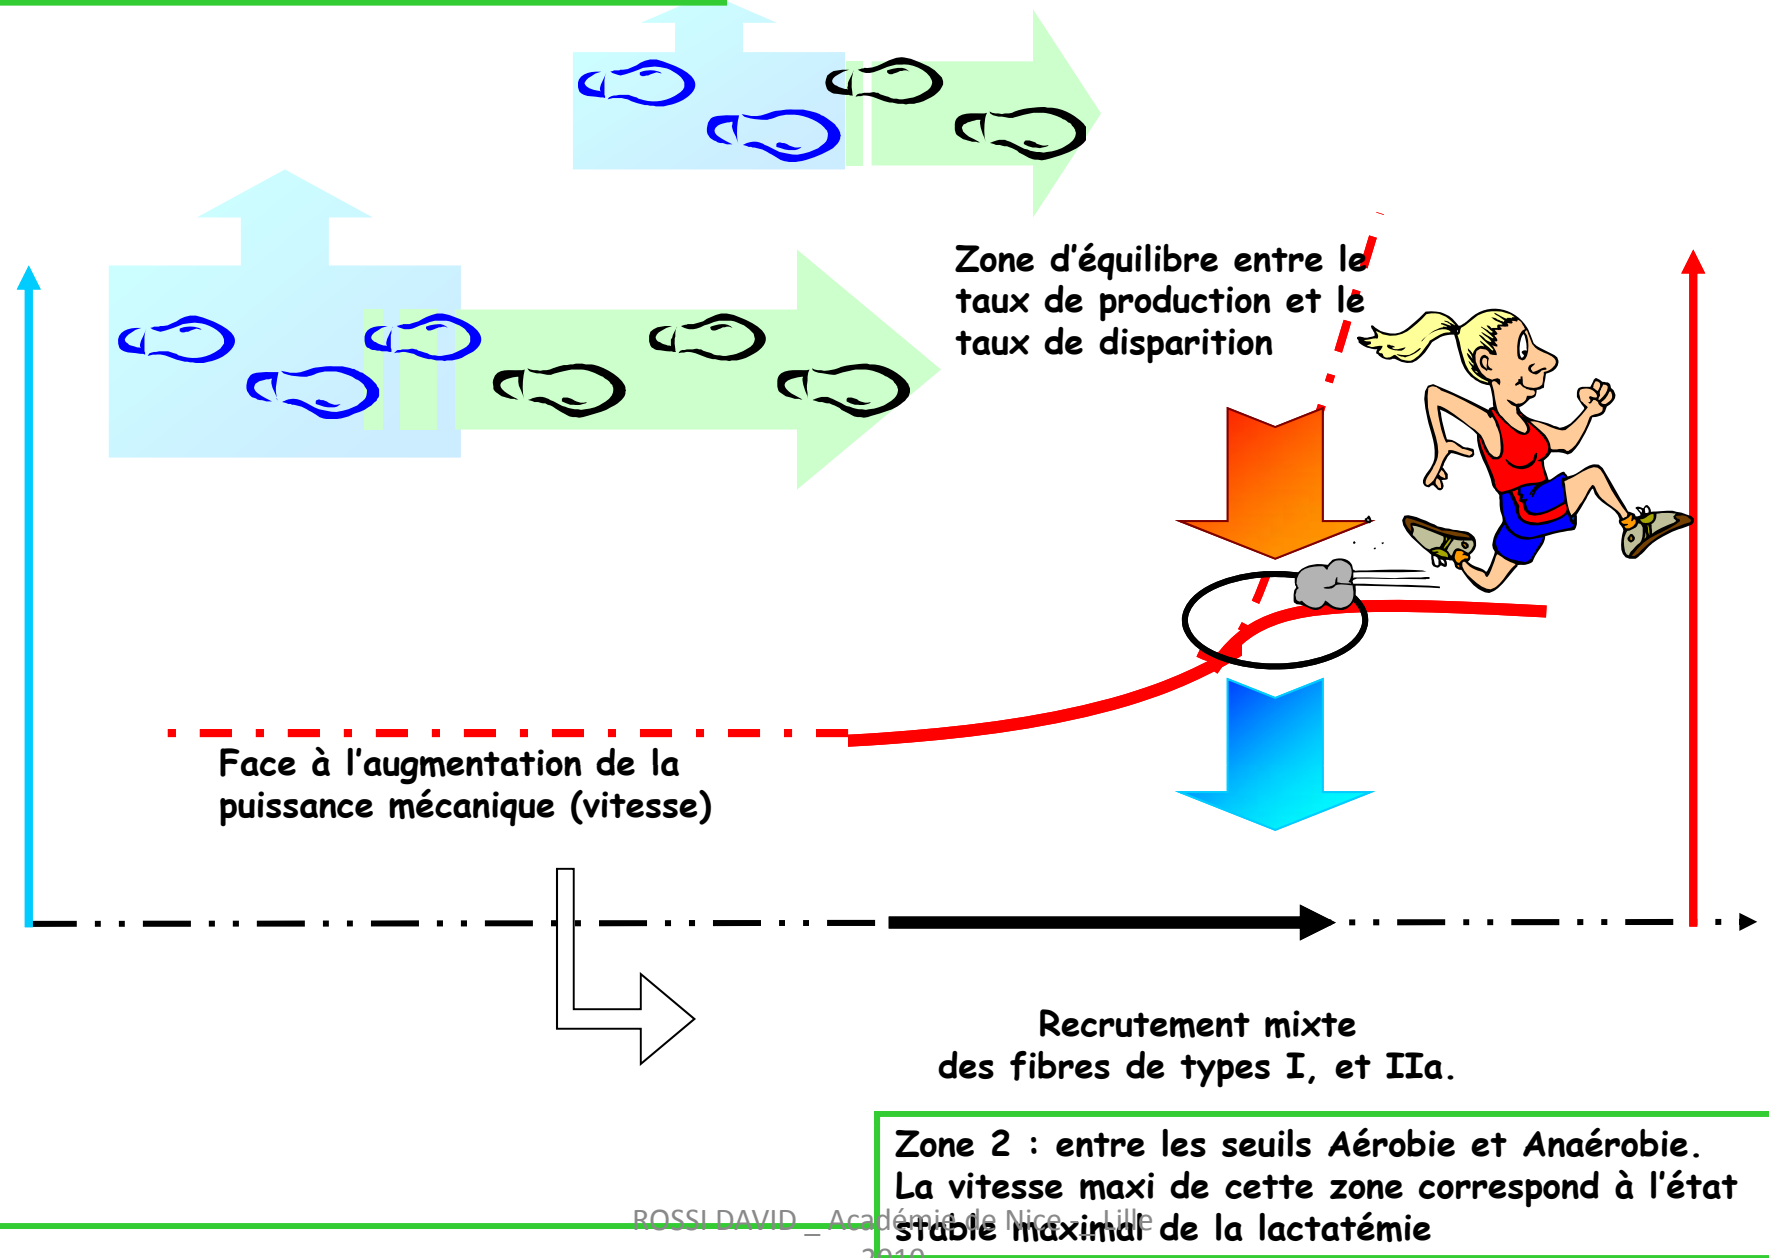 Zone d'équilibre entre le
taux de production et le
taux de disparition
Face à l'augmentation de la
puissance mécanique (vitesse)
Recrutement mixte
des fibres de types I, et IIa.
Zone 2 : entre les seuils Aérobie et Anaérobie.
La vitesse maxi de cette zone correspond à l'état
stable maximal de la lactatémie
ROSSI DAVID _ Académie de Nice - _ Lille
2010